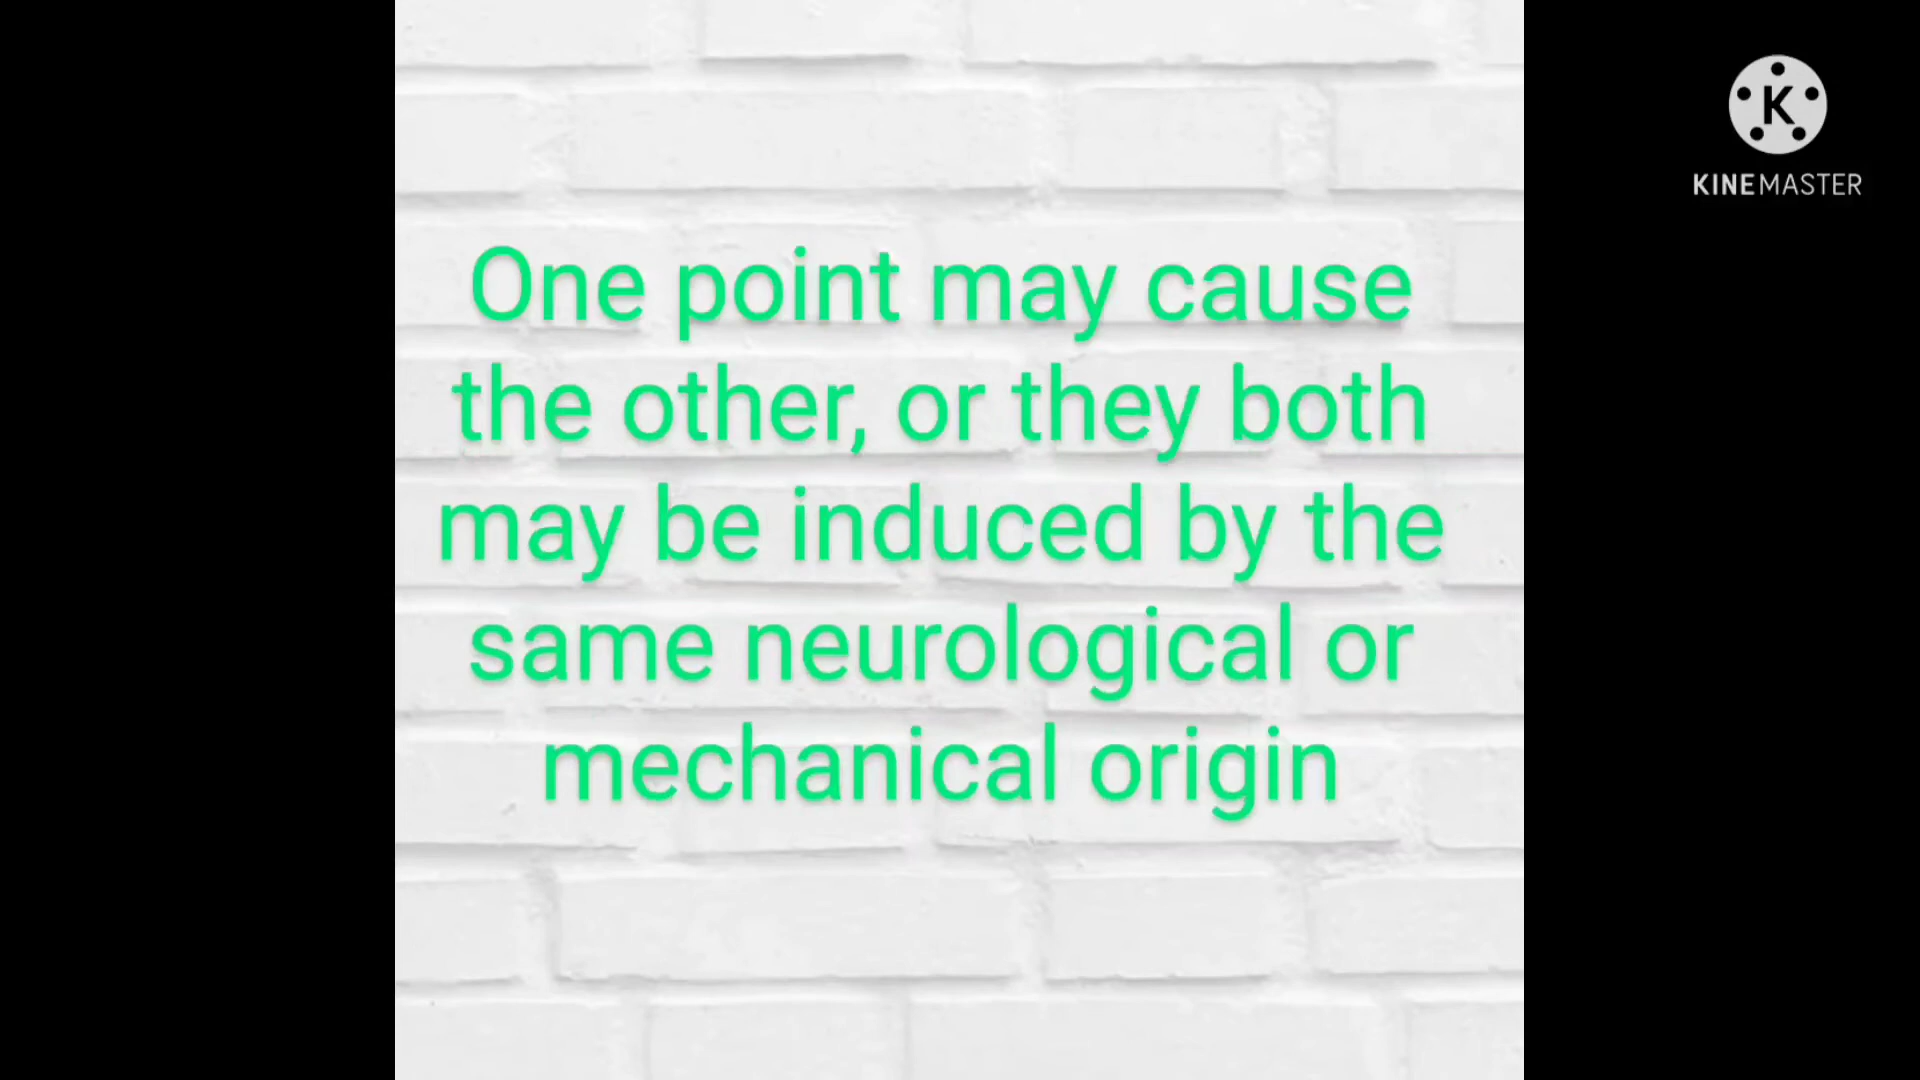 One point may cause
the other, or they both
may be induced by the
same neurological or
mechanical origin
K
KINEMASTER